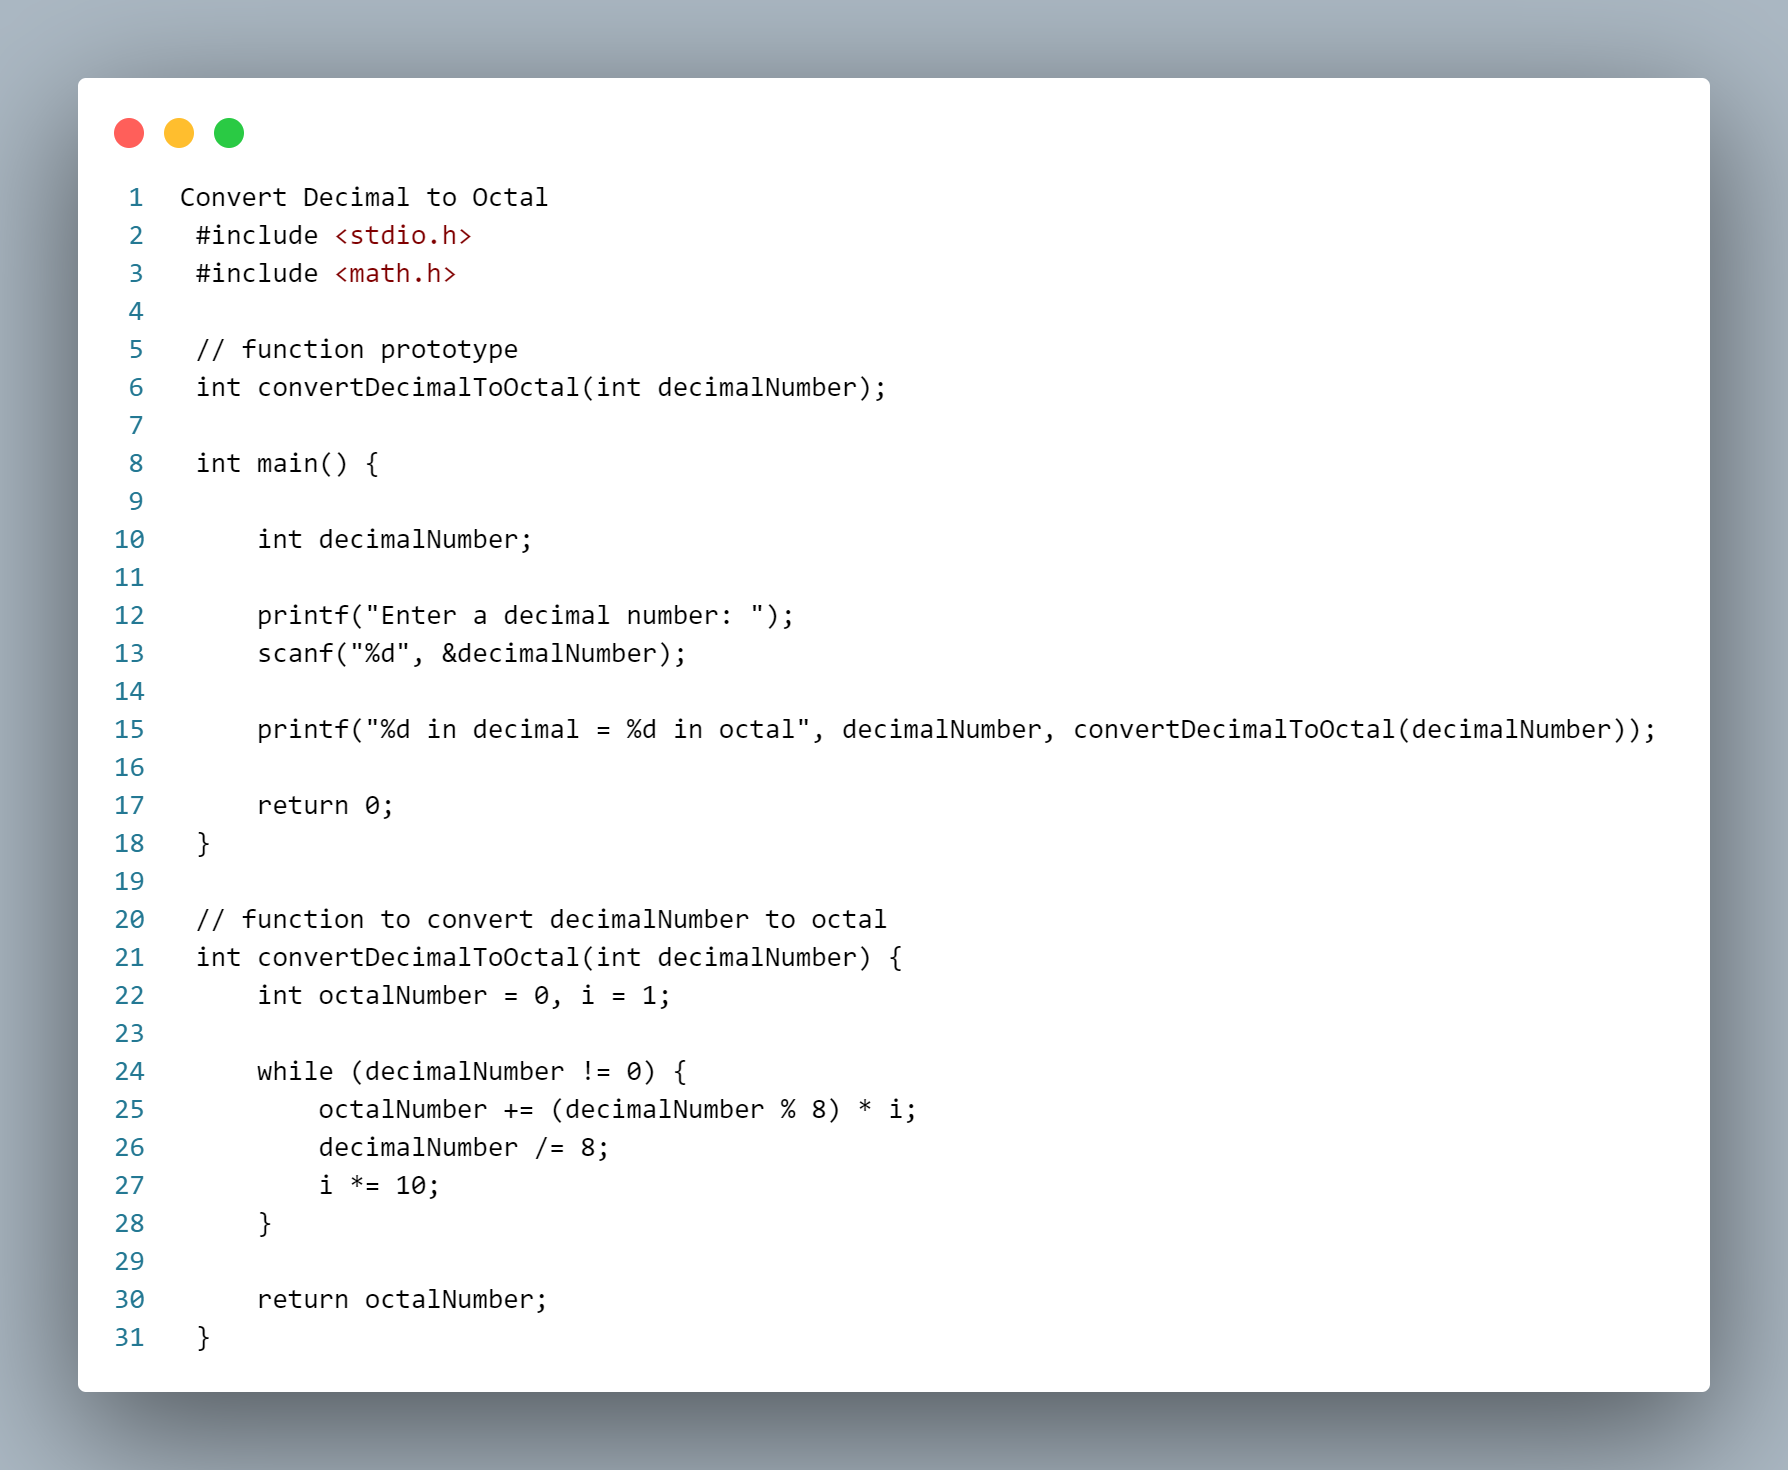 1 Convert Decimal to Octal
2  #include <stdio.h>
3  #include <math.h>
4
5  // function prototype
6  int convertDecimalToOctal(int decimalNumber);
7
8  int main() {
9
10      int decimalNumber;
11
12      printf("Enter a decimal number: ");
13      scanf("%d", &decimalNumber);
14
15      printf("%d in decimal = %d in octal", decimalNumber, convertDecimalToOctal(decimalNumber));
16
17      return 0;
18  }
19
20  // function to convert decimalNumber to octal
21  int convertDecimalToOctal(int decimalNumber) {
22      int octalNumber = 0, i = 1;
23
24      while (decimalNumber != 0) {
25          octalNumber += (decimalNumber % 8) * i;
26          decimalNumber /= 8;
27          i *= 10;
28      }
29
30      return octalNumber;
31  }